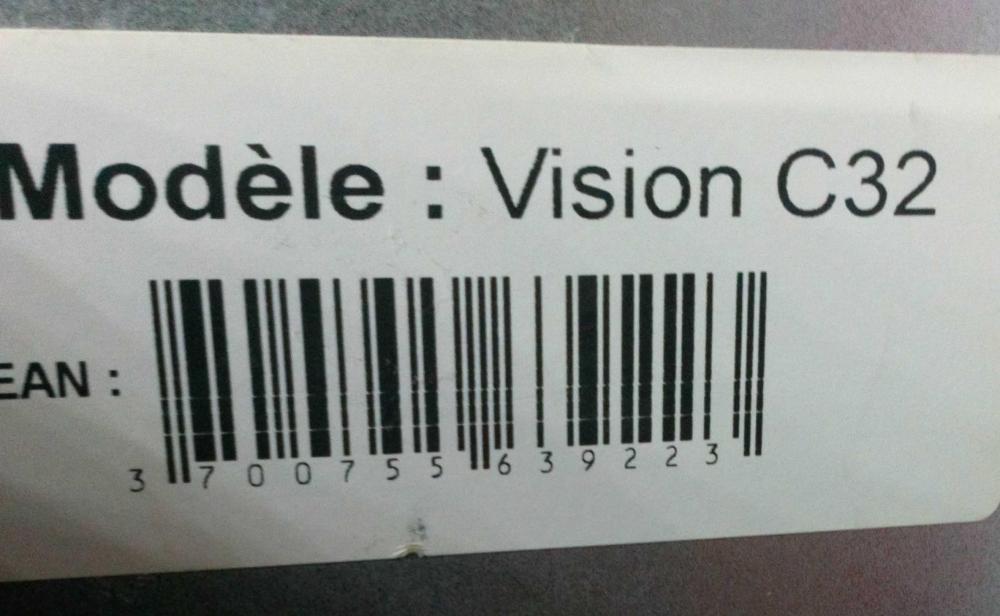 Modèle : Vision C32
EAN :
3 700755 639223